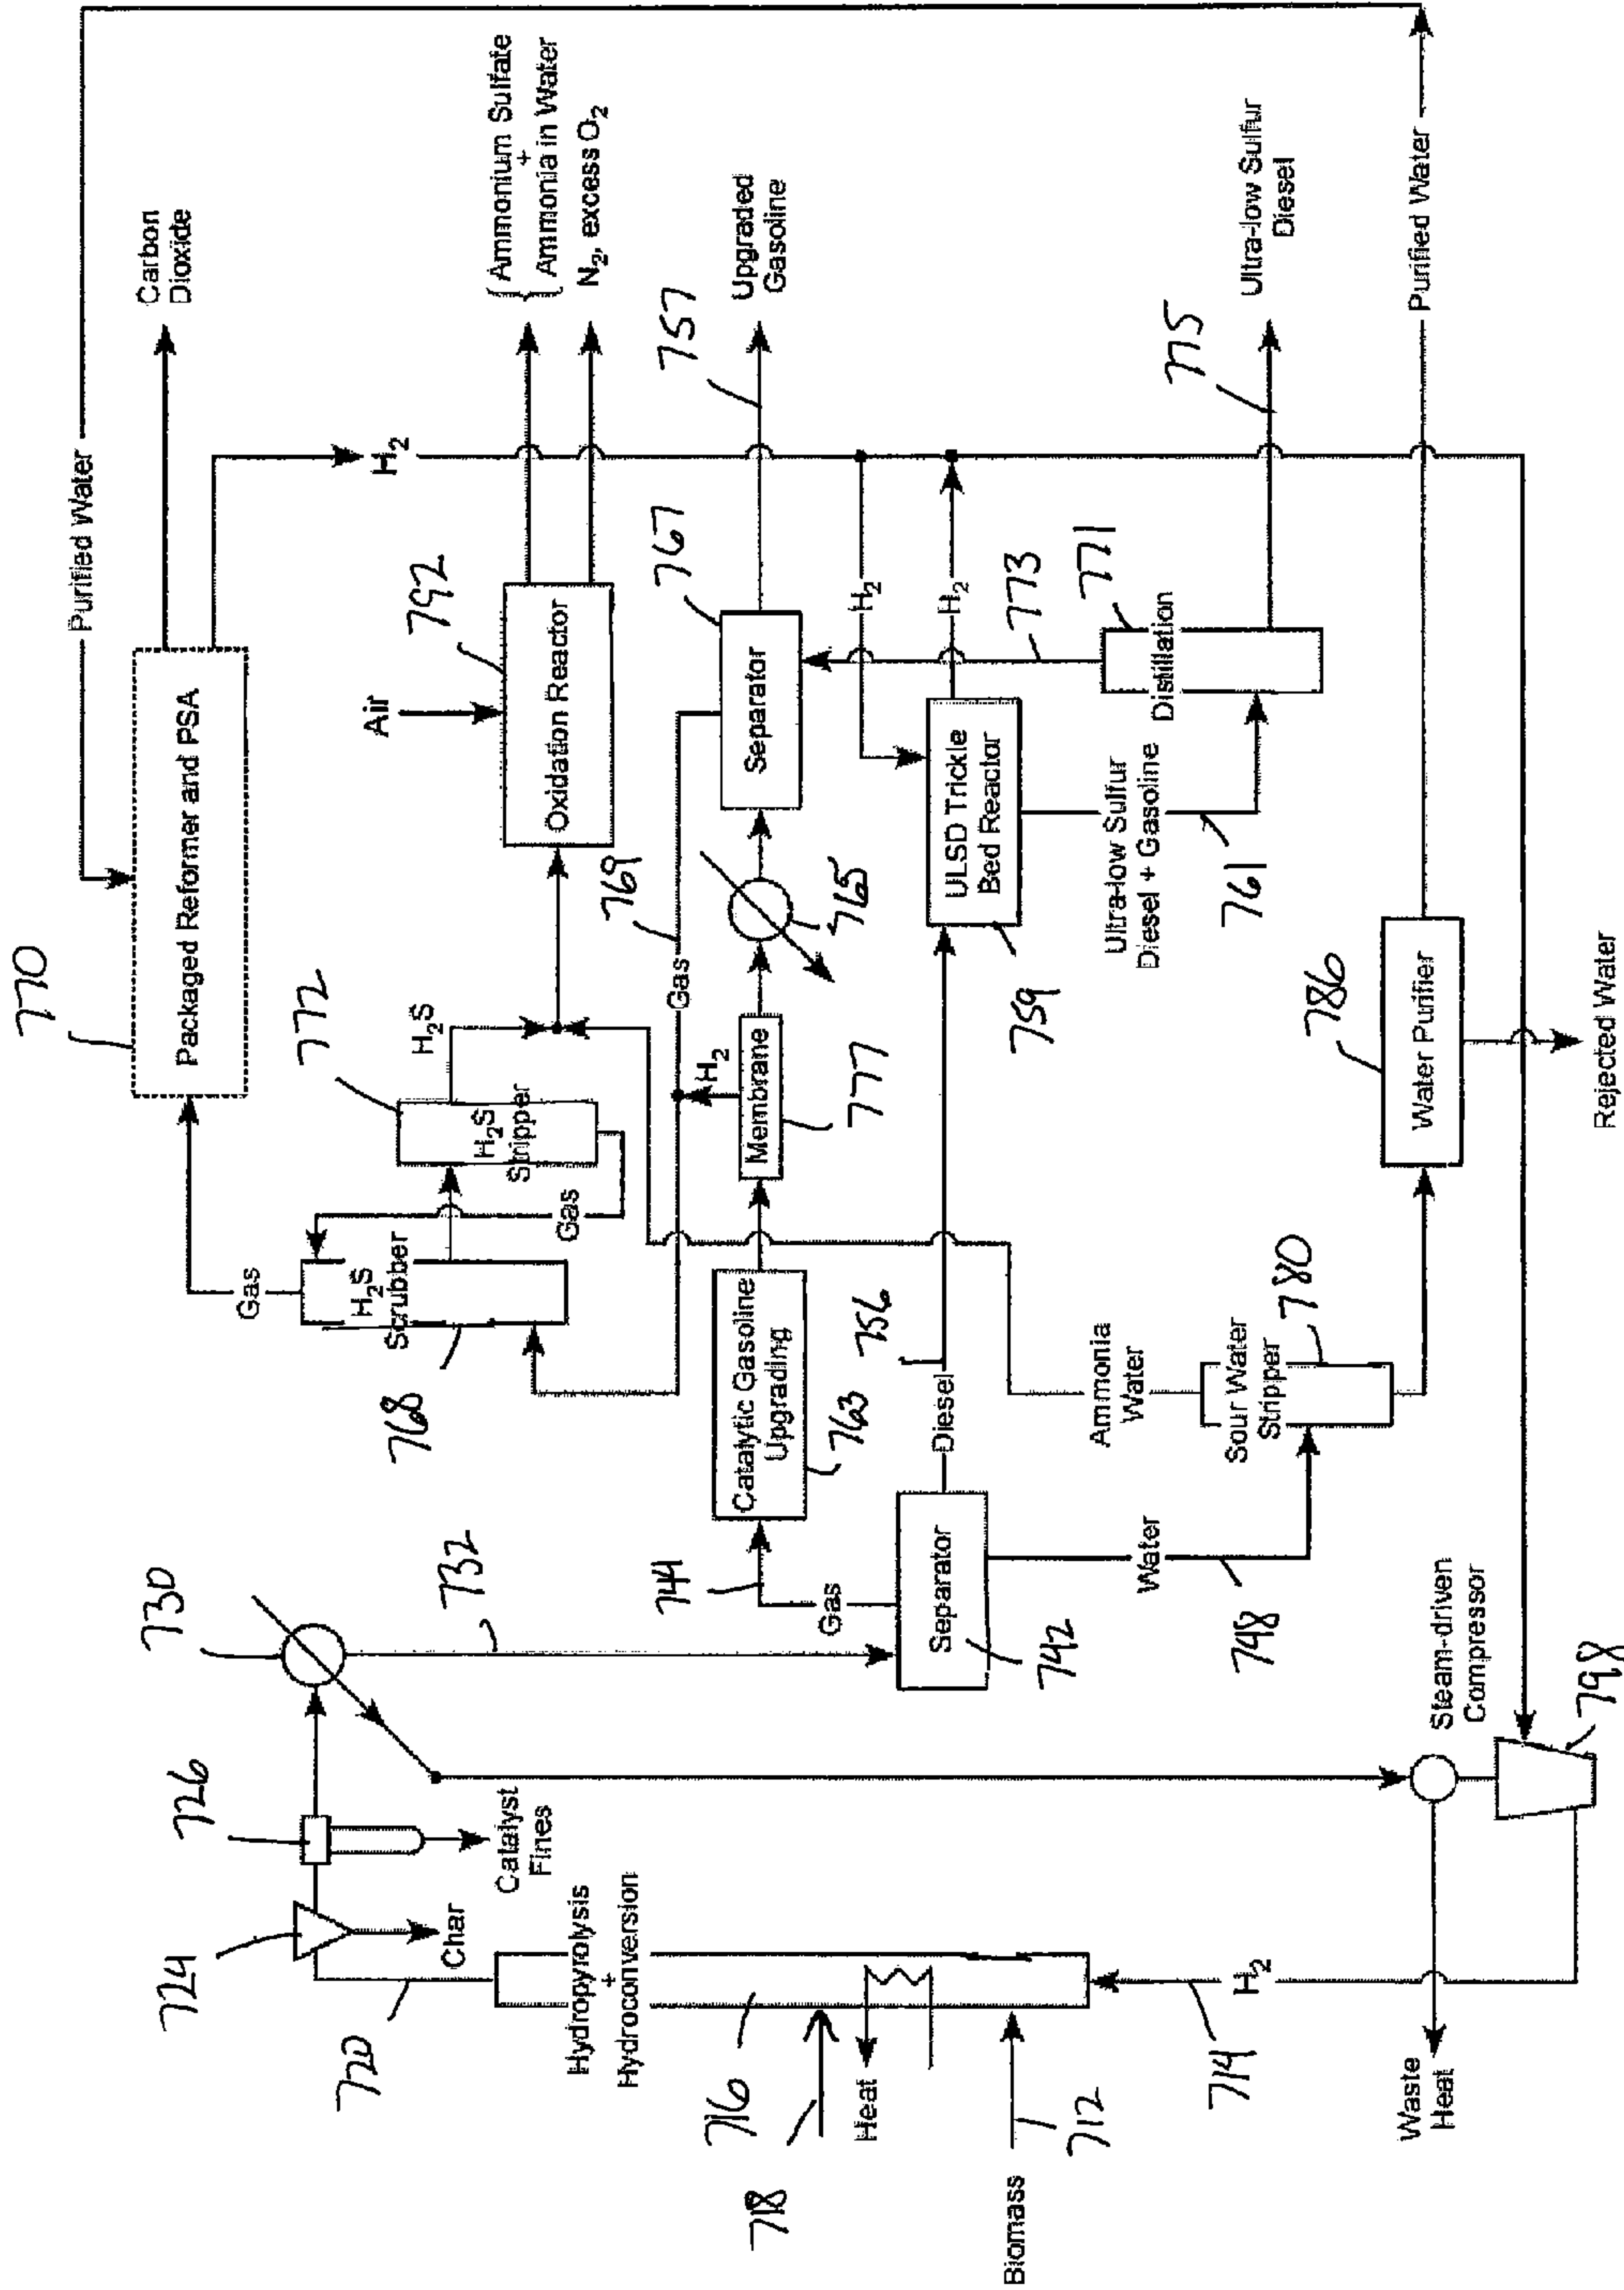 Purified Water
770
Packaged Reformer and PSA
Carbon
Dioxide
Gas
H2S
Scrubber
768
772
H2S
Stripper
Gas
H2S
H2
Air
792
Oxidation Reactor
{Ammonium Sulfate
+
Ammonia in Water
N2, excess O2
730
726
724
Catalyst
Fines
Char
720
732
Hydropyrolysis
+
Hydroconversion
716
718
Heat
Biomass
712
714
H2
744
Gas
Catalytic Gasoline
Upgrading
763
H2
Membrane
777
Gas
769
765
Separator
767
757
Upgraded
Gasoline
Separator
742
Diesel
756
ULSD Trickle
Bed Reactor
759
H2
H2
773
771
Distillation
Ultra-low Sulfur
Diesel + Gasoline
761
775
Ultra-low Sulfur
Diesel
Water
748
Ammonia
Water
Sour Water
Stripper
780
786
Water Purifier
Purified Water
Rejected Water
Steam-driven
Compressor
798
Waste
Heat